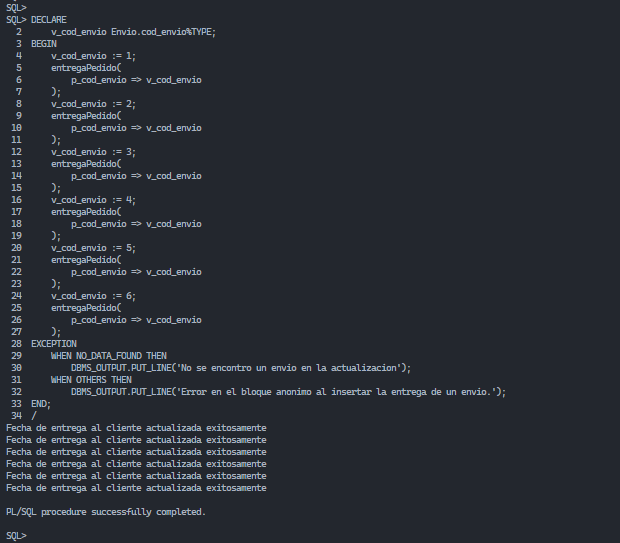 SQL>
SQL> DECLARE
  2      v_cod_envio Envio.cod_envio%TYPE;
  3  BEGIN
  4      v_cod_envio := 1;
  5      entregaPedido(
  6          p_cod_envio => v_cod_envio
  7      );
  8      v_cod_envio := 2;
  9      entregaPedido(
 10          p_cod_envio => v_cod_envio
 11      );
 12      v_cod_envio := 3;
 13      entregaPedido(
 14          p_cod_envio => v_cod_envio
 15      );
 16      v_cod_envio := 4;
 17      entregaPedido(
 18          p_cod_envio => v_cod_envio
 19      );
 20      v_cod_envio := 5;
 21      entregaPedido(
 22          p_cod_envio => v_cod_envio
 23      );
 24      v_cod_envio := 6;
 25      entregaPedido(
 26          p_cod_envio => v_cod_envio
 27      );
 28  EXCEPTION
 29      WHEN NO_DATA_FOUND THEN
 30          DBMS_OUTPUT.PUT_LINE('No se encontro un envio en la actualizacion');
 31      WHEN OTHERS THEN
 32          DBMS_OUTPUT.PUT_LINE('Error en el bloque anonimo al insertar la entrega de un envio.');
 33  END;
 34  /
Fecha de entrega al cliente actualizada exitosamente
Fecha de entrega al cliente actualizada exitosamente
Fecha de entrega al cliente actualizada exitosamente
Fecha de entrega al cliente actualizada exitosamente
Fecha de entrega al cliente actualizada exitosamente
Fecha de entrega al cliente actualizada exitosamente
PL/SQL procedure successfully completed.
SQL>